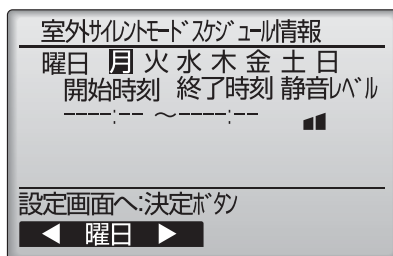 室外ｻｲﾚﾝﾄﾓｰﾄﾞｽｹｼﾞｭｰﾙ情報
曜日 月 火 水 木 金 土 日
開始時刻 終了時刻 静音ﾚﾍﾞﾙ
----:-- ～----:--
設定画面へ:決定ﾎﾞﾀﾝ
◀ 曜日 ▶